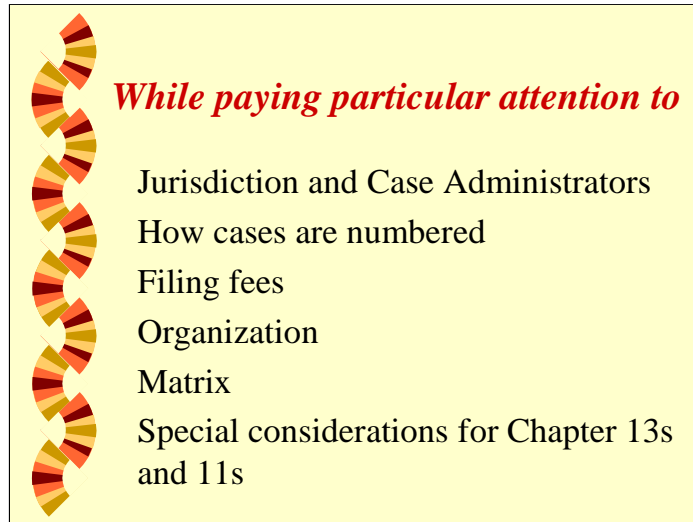 While paying particular attention to
Jurisdiction and Case Administrators
How cases are numbered
Filing fees
Organization
Matrix
Special considerations for Chapter 13s
and 11s